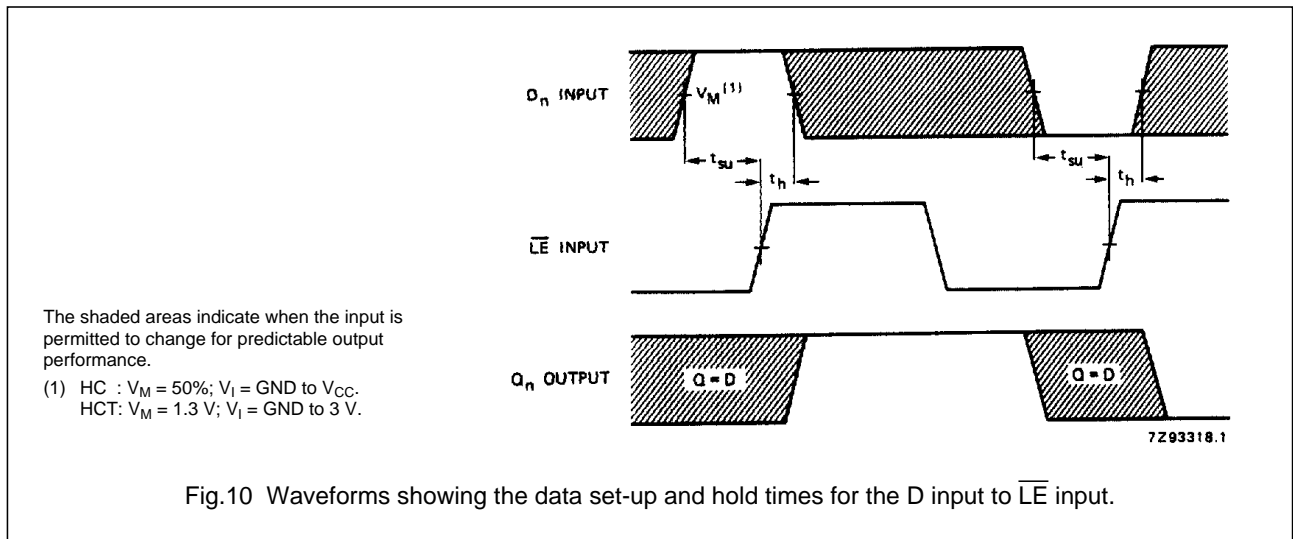 Dn INPUT
VM(1)
tsu
th
tsu
th
L̅E̅ INPUT
Qn OUTPUT
Q = D
Q = D
7Z93318.1
The shaded areas indicate when the input is
permitted to change for predictable output
performance.
(1) HC : VM = 50%; VI = GND to VCC.
HCT: VM = 1.3 V; VI = GND to 3 V.
Fig.10 Waveforms showing the data set-up and hold times for the D input to L̅E̅ input.